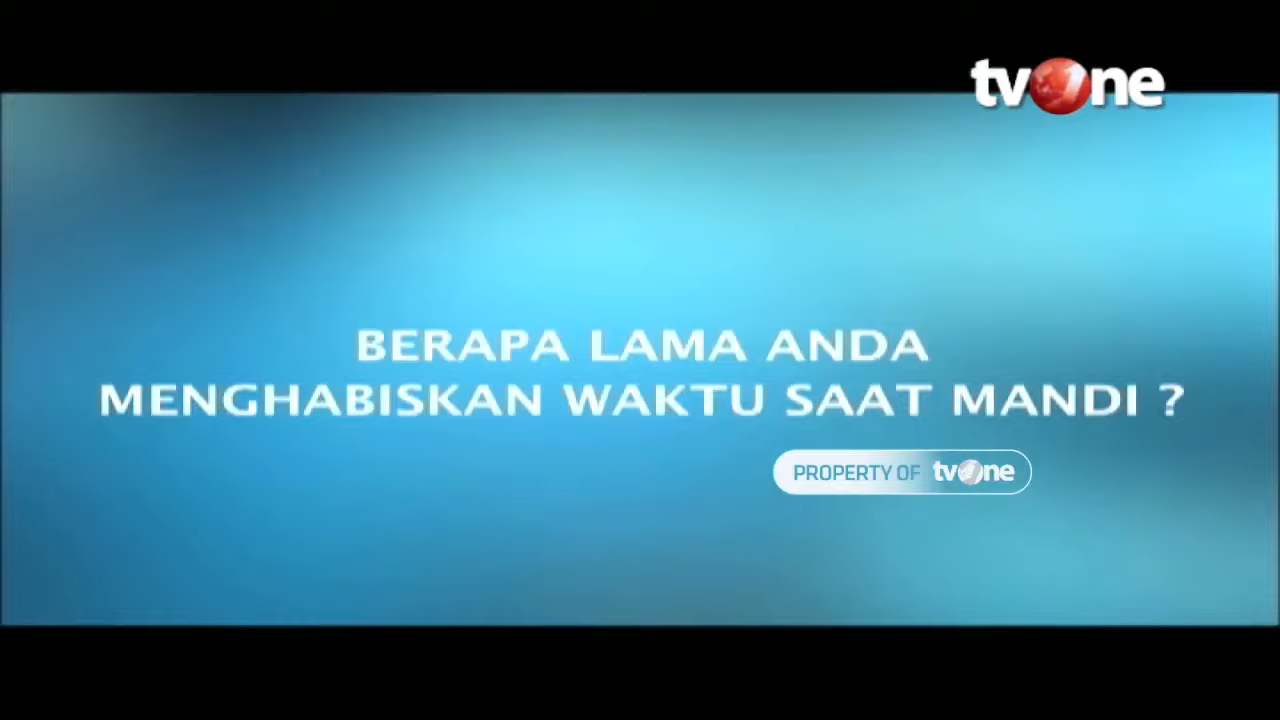 tvOne
BERAPA LAMA ANDA
MENGHABISKAN WAKTU SAAT MANDI ?
PROPERTY OF tvOne